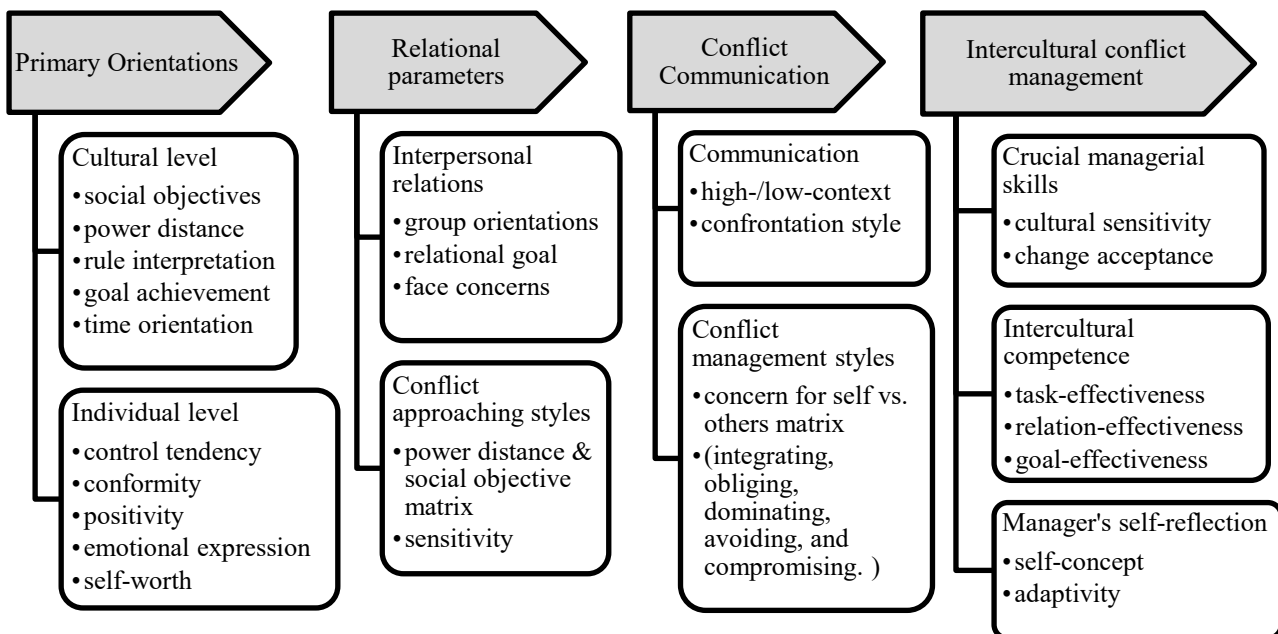 Primary Orientations
Cultural level
•social objectives
•power distance
•rule interpretation
•goal achievement
•time orientation
Individual level
•control tendency
•conformity
•positivity
•emotional expression
•self-worth
Relational
parameters
Interpersonal
relations
•group orientations
•relational goal
•face concerns
Conflict
approaching styles
•power distance &
social objective
matrix
•sensitivity
Conflict
Communication
Communication
•high-/low-context
•confrontation style
Conflict
management styles
•concern for self vs.
others matrix
•(integrating,
obliging,
dominating,
avoiding, and
compromising. )
Intercultural conflict
management
Crucial managerial
skills
•cultural sensitivity
•change acceptance
Intercultural
competence
•task-effectiveness
•relation-effectiveness
•goal-effectiveness
Manager's self-reflection
•self-concept
•adaptivity